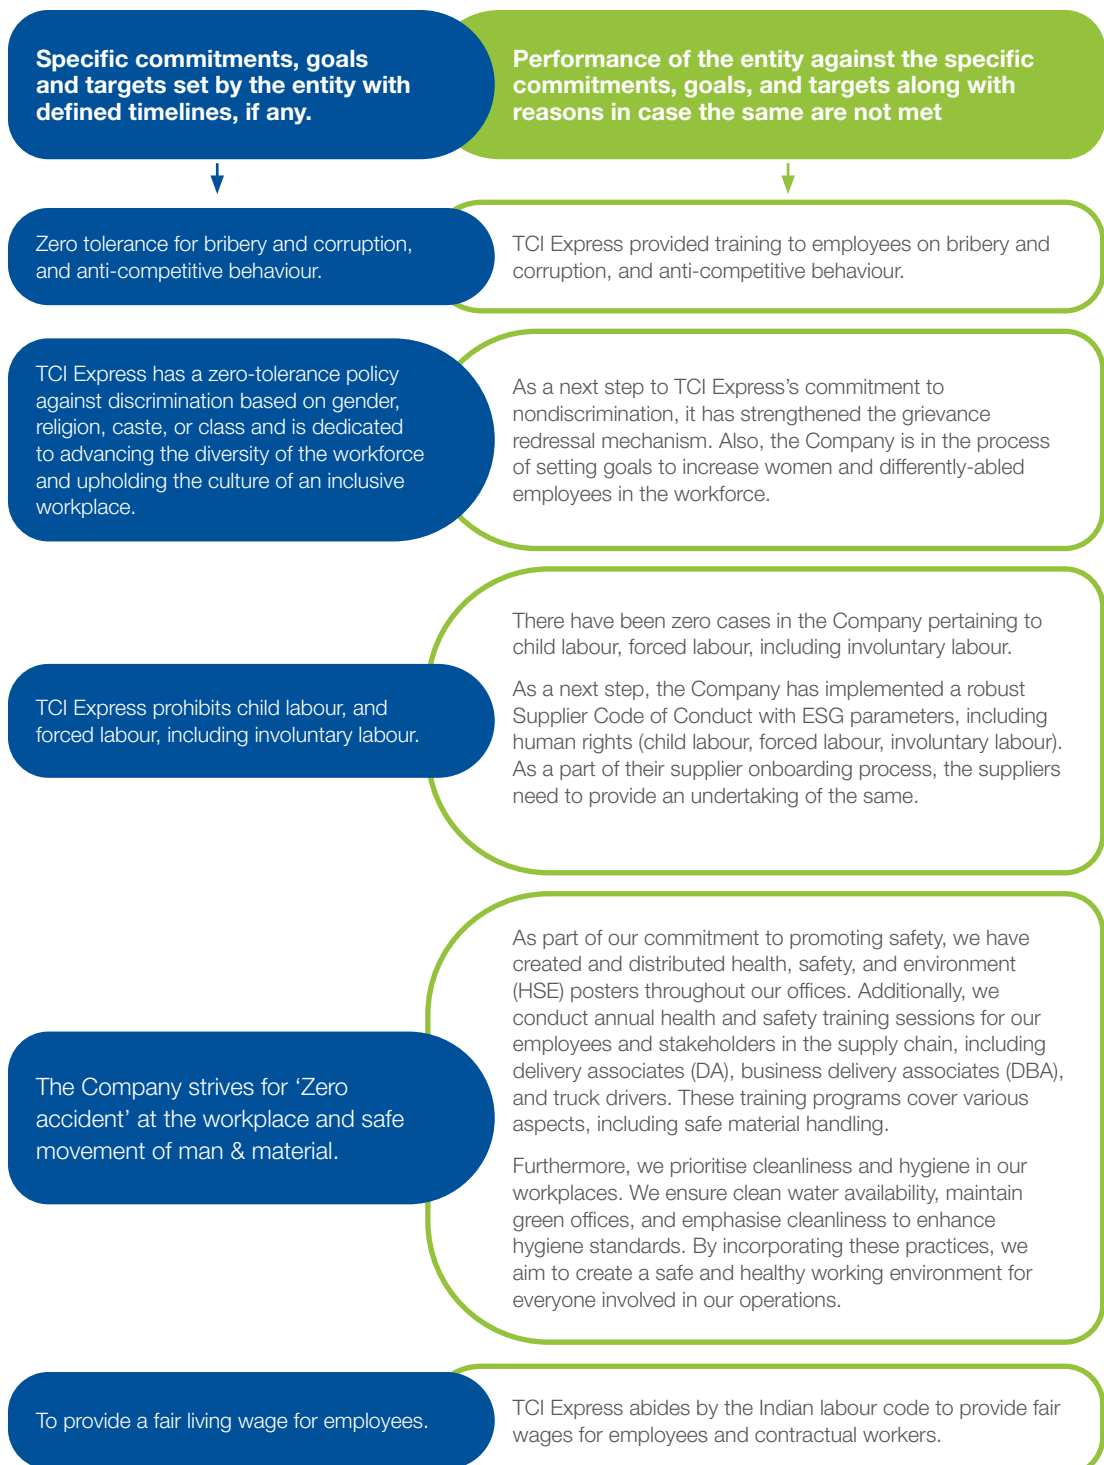 Specific commitments, goals
and targets set by the entity with
defined timelines, if any.
Performance of the entity against the specific
commitments, goals, and targets along with
reasons in case the same are not met
Zero tolerance for bribery and corruption,
and anti-competitive behaviour.
TCI Express provided training to employees on bribery and
corruption, and anti-competitive behaviour.
TCI Express has a zero-tolerance policy
against discrimination based on gender,
religion, caste, or class and is dedicated
to advancing the diversity of the workforce
and upholding the culture of an inclusive
workplace.
As a next step to TCI Express's commitment to
nondiscrimination, it has strengthened the grievance
redressal mechanism. Also, the Company is in the process
of setting goals to increase women and differently-abled
employees in the workforce.
TCI Express prohibits child labour, and
forced labour, including involuntary labour.
There have been zero cases in the Company pertaining to
child labour, forced labour, including involuntary labour.
As a next step, the Company has implemented a robust
Supplier Code of Conduct with ESG parameters, including
human rights (child labour, forced labour, involuntary labour).
As a part of their supplier onboarding process, the suppliers
need to provide an undertaking of the same.
The Company strives for ‘Zero
accident’ at the workplace and safe
movement of man & material.
As part of our commitment to promoting safety, we have
created and distributed health, safety, and environment
(HSE) posters throughout our offices. Additionally, we
conduct annual health and safety training sessions for our
employees and stakeholders in the supply chain, including
delivery associates (DA), business delivery associates (DBA),
and truck drivers. These training programs cover various
aspects, including safe material handling.
Furthermore, we prioritise cleanliness and hygiene in our
workplaces. We ensure clean water availability, maintain
green offices, and emphasise cleanliness to enhance
hygiene standards. By incorporating these practices, we
aim to create a safe and healthy working environment for
everyone involved in our operations.
To provide a fair living wage for employees.
TCI Express abides by the Indian labour code to provide fair
wages for employees and contractual workers.